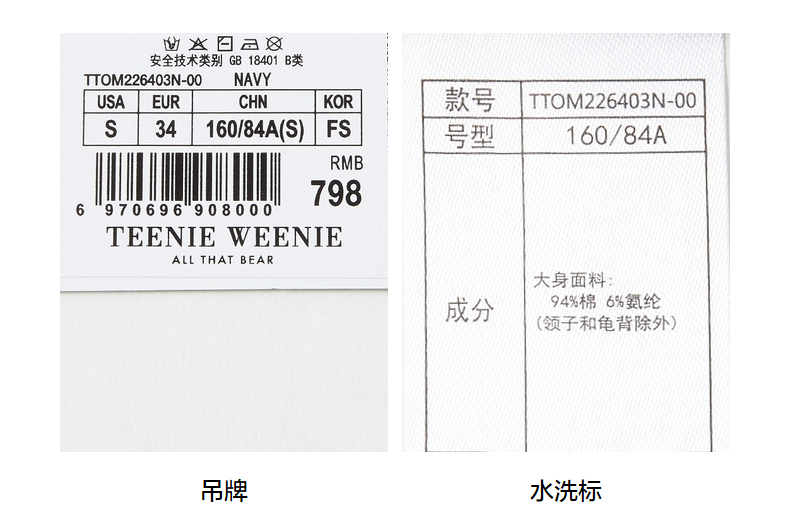 安全技术类别 GB 18401 B类
TTOM226403N-00 NAVY
USA EUR CHN KOR
S 34 160/84A(S) FS
RMB
798
6 970696 908000
TEENIE WEENIE
ALL THAT BEAR
款号 TTOM226403N-00
号型 160/84A
成分
大身面料:
94%棉 6%氨纶
(领子和龟背除外)
吊牌
水洗标